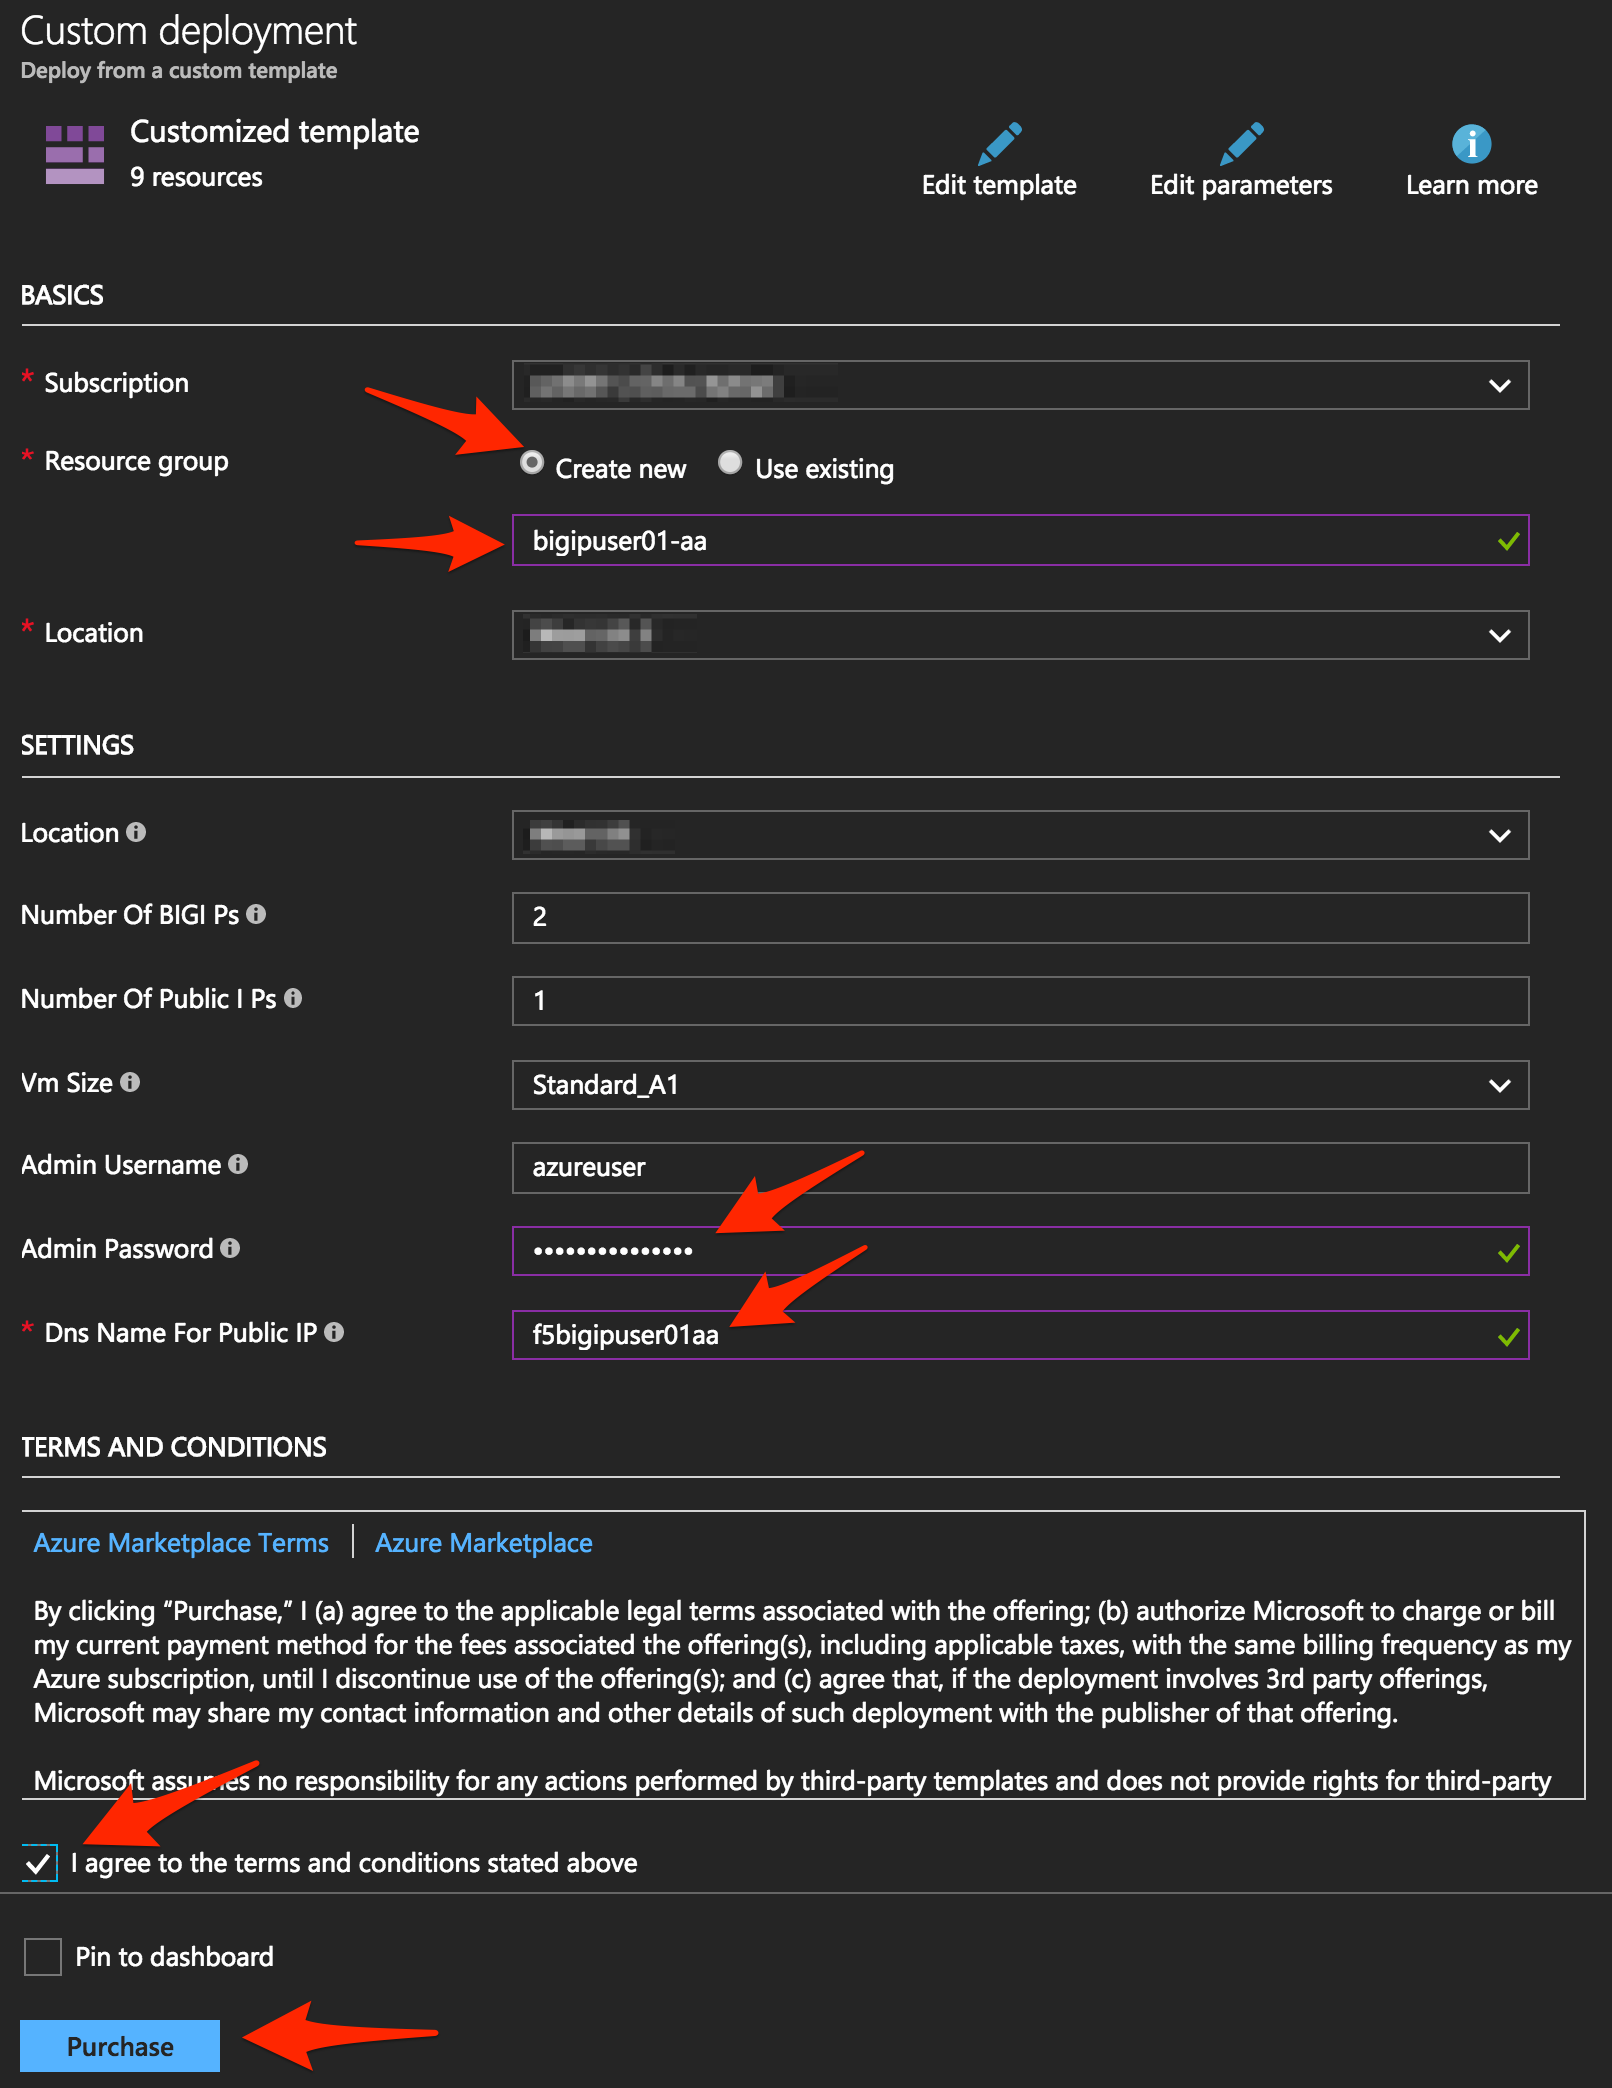 Custom deployment
Deploy from a custom template
Customized template
9 resources
Edit template
Edit parameters
Learn more
BASICS
* Subscription
* Resource group
Create new
Use existing
bigipuser01-aa
* Location
SETTINGS
Location
Number Of BIGI Ps
2
Number Of Public I Ps
1
Vm Size
Standard_A1
Admin Username
azureuser
Admin Password
•••••••••••••••
* Dns Name For Public IP
f5bigipuser01aa
TERMS AND CONDITIONS
Azure Marketplace Terms | Azure Marketplace
By clicking “Purchase,” I (a) agree to the applicable legal terms associated with the offering; (b) authorize Microsoft to charge or bill
my current payment method for the fees associated the offering(s), including applicable taxes, with the same billing frequency as my
Azure subscription, until I discontinue use of the offering(s); and (c) agree that, if the deployment involves 3rd party offerings,
Microsoft may share my contact information and other details of such deployment with the publisher of that offering.
Microsoft assumes no responsibility for any actions performed by third-party templates and does not provide rights for third-party
I agree to the terms and conditions stated above
Pin to dashboard
Purchase